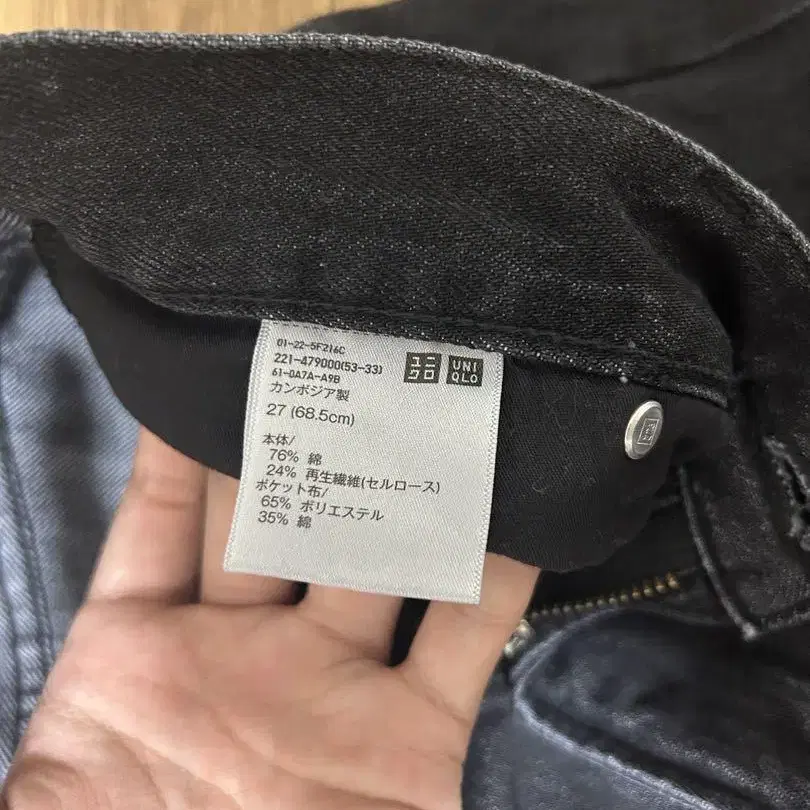 01-22-5F216C
221-479000(53-33)
61-0A7A-A9B
カンボジア製
ユニ
クロ
UNI
QLO
27 (68.5cm)
本体/
76% 綿
24% 再生繊維(セルロース)
ポケット布/
65% ポリエステル
35% 綿